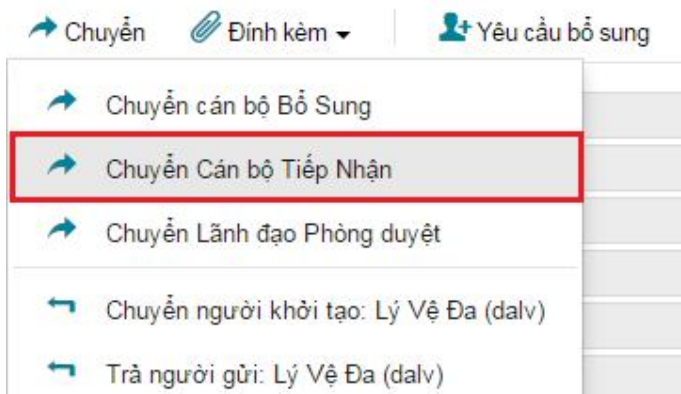 Chuyển Đính kèm Yêu cầu bổ sung
Chuyển cán bộ Bổ Sung
Chuyển Cán bộ Tiếp Nhận
Chuyển Lãnh đạo Phòng duyệt
Chuyển người khởi tạo: Lý Vệ Đa (dalv)
Trả người gửi: Lý Vệ Đa (dalv)